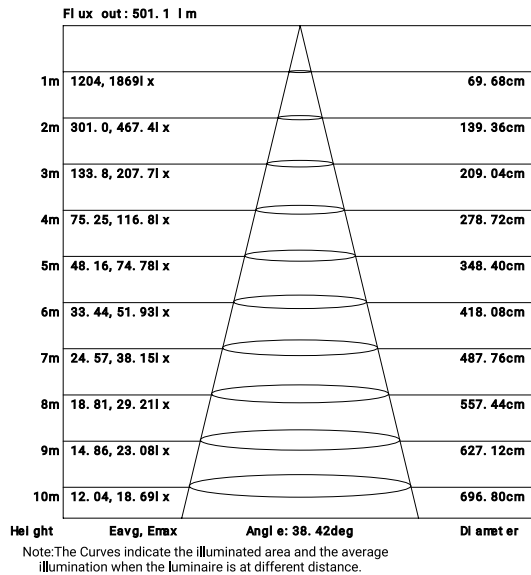 Flux out: 501.1 lm
1m 1204, 1869lx 69.68cm
2m 301.0, 467.4lx 139.36cm
3m 133.8, 207.7lx 209.04cm
4m 75.25, 116.8lx 278.72cm
5m 48.16, 74.78lx 348.40cm
6m 33.44, 51.93lx 418.08cm
7m 24.57, 38.15lx 487.76cm
8m 18.81, 29.21lx 557.44cm
9m 14.86, 23.08lx 627.12cm
10m 12.04, 18.69lx 696.80cm
Height Eavg, Emax Angle: 38.42deg Diameter
Note:The Curves indicate the illuminated area and the average
illumination when the luminaire is at different distance.